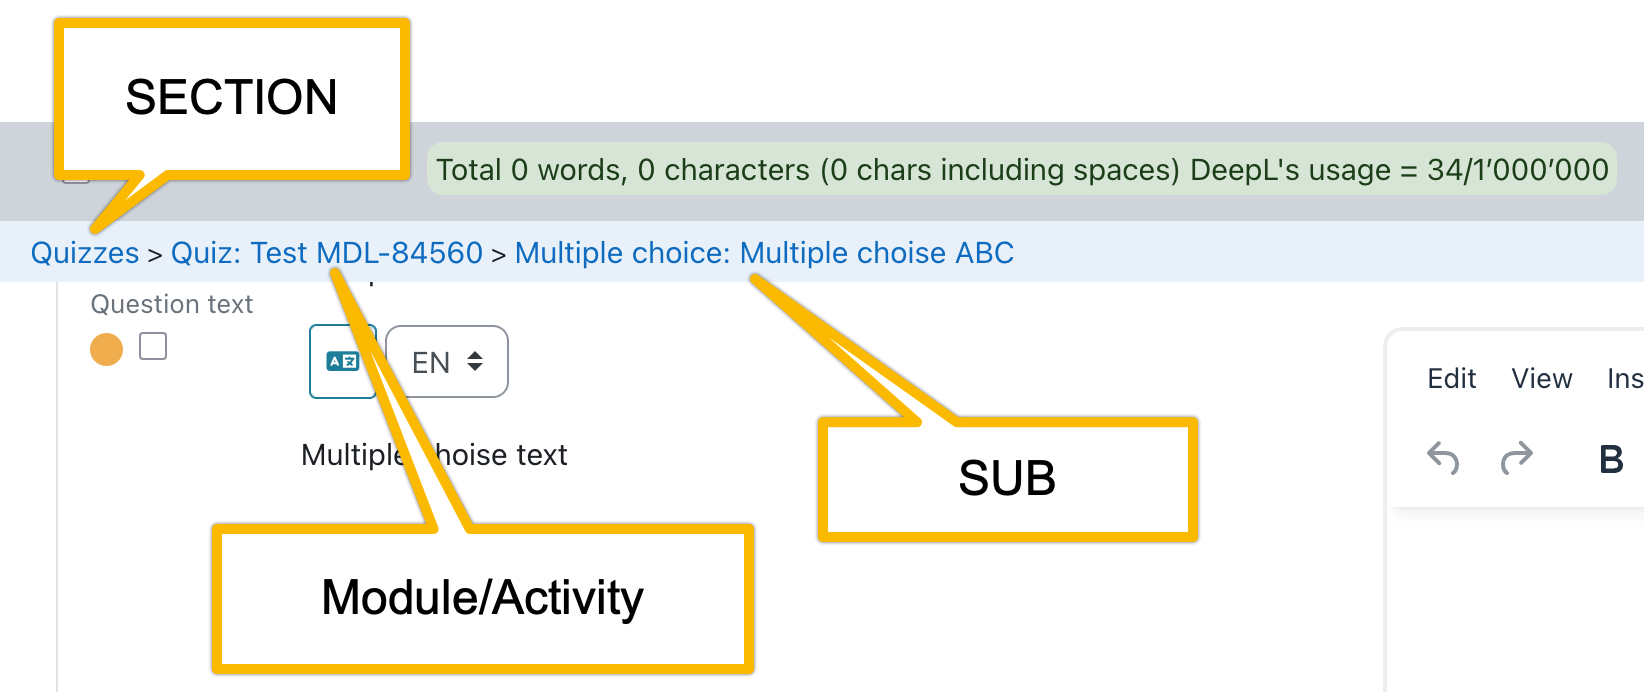 SECTION
Total 0 words, 0 characters (0 chars including spaces) DeepL's usage = 34/1’000’000
Quizzes > Quiz: Test MDL-84560 > Multiple choice: Multiple choise ABC
Question text
EN
Edit View Ins
Multiple hoise text
B
SUB
Module/Activity